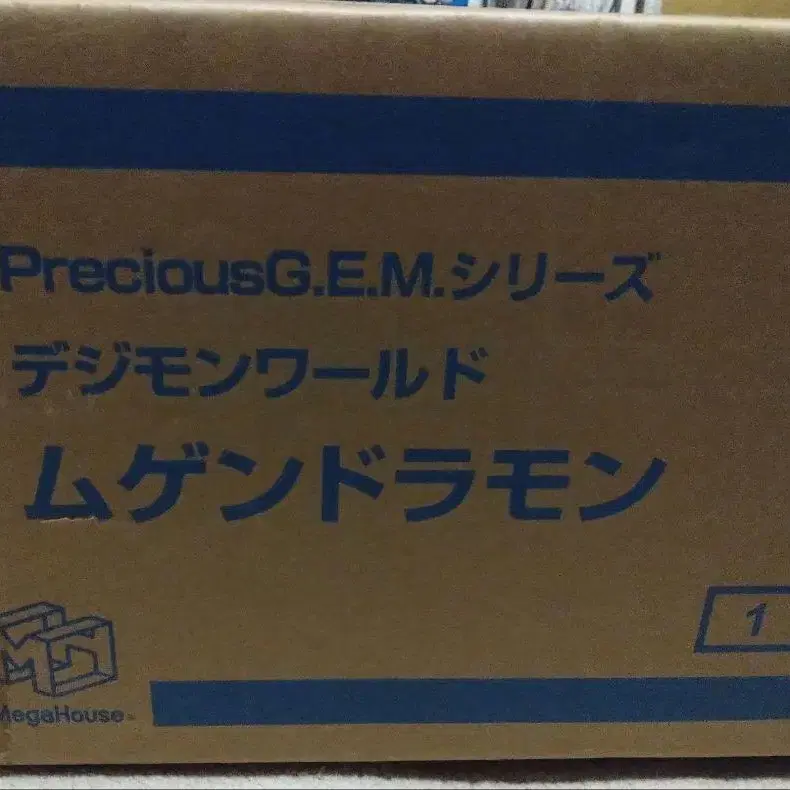 PreciousG.E.M.シリーズ
デジモンワールド
ムゲンドラモン
1
MegaHouse